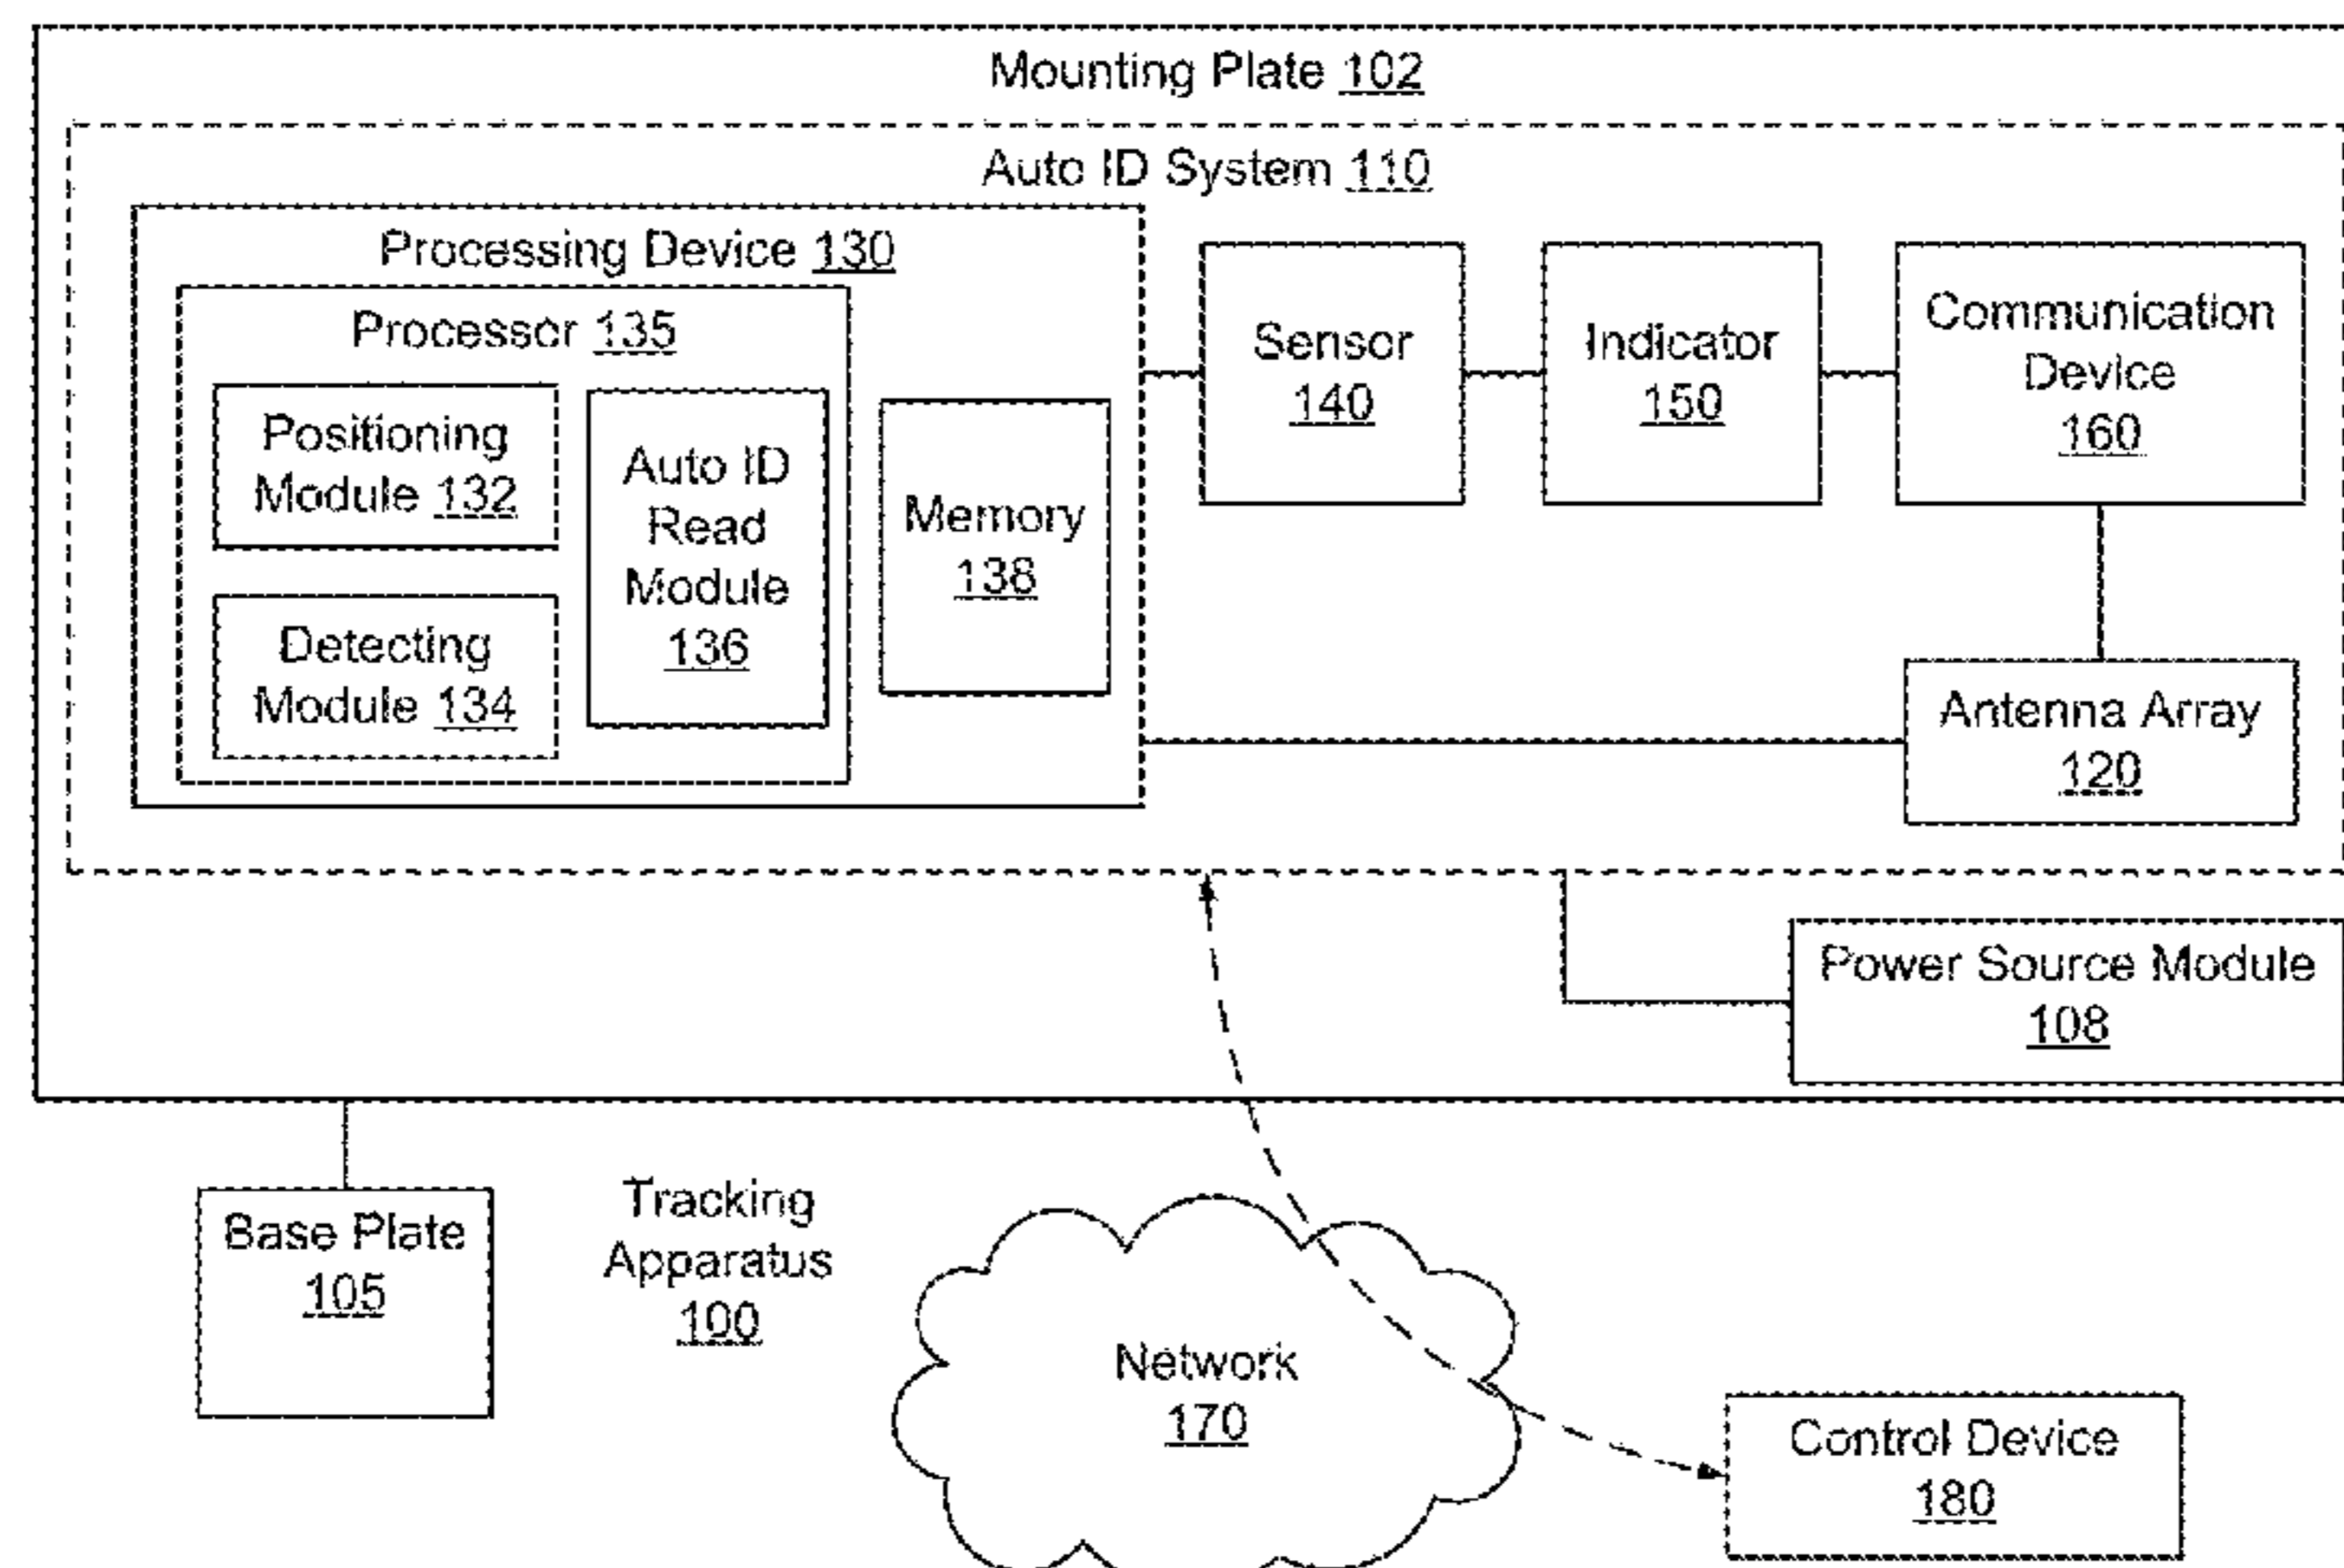 Mounting Plate 102
Auto ID System 110
Processing Device 130
Processor 135
Positioning
Module 132
Detecting
Module 134
Auto ID
Read
Module
136
Memory
138
Sensor
140
Indicator
150
Communication
Device
160
Antenna Array
120
Power Source Module
108
Base Plate
105
Tracking
Apparatus
100
Network
170
Control Device
180